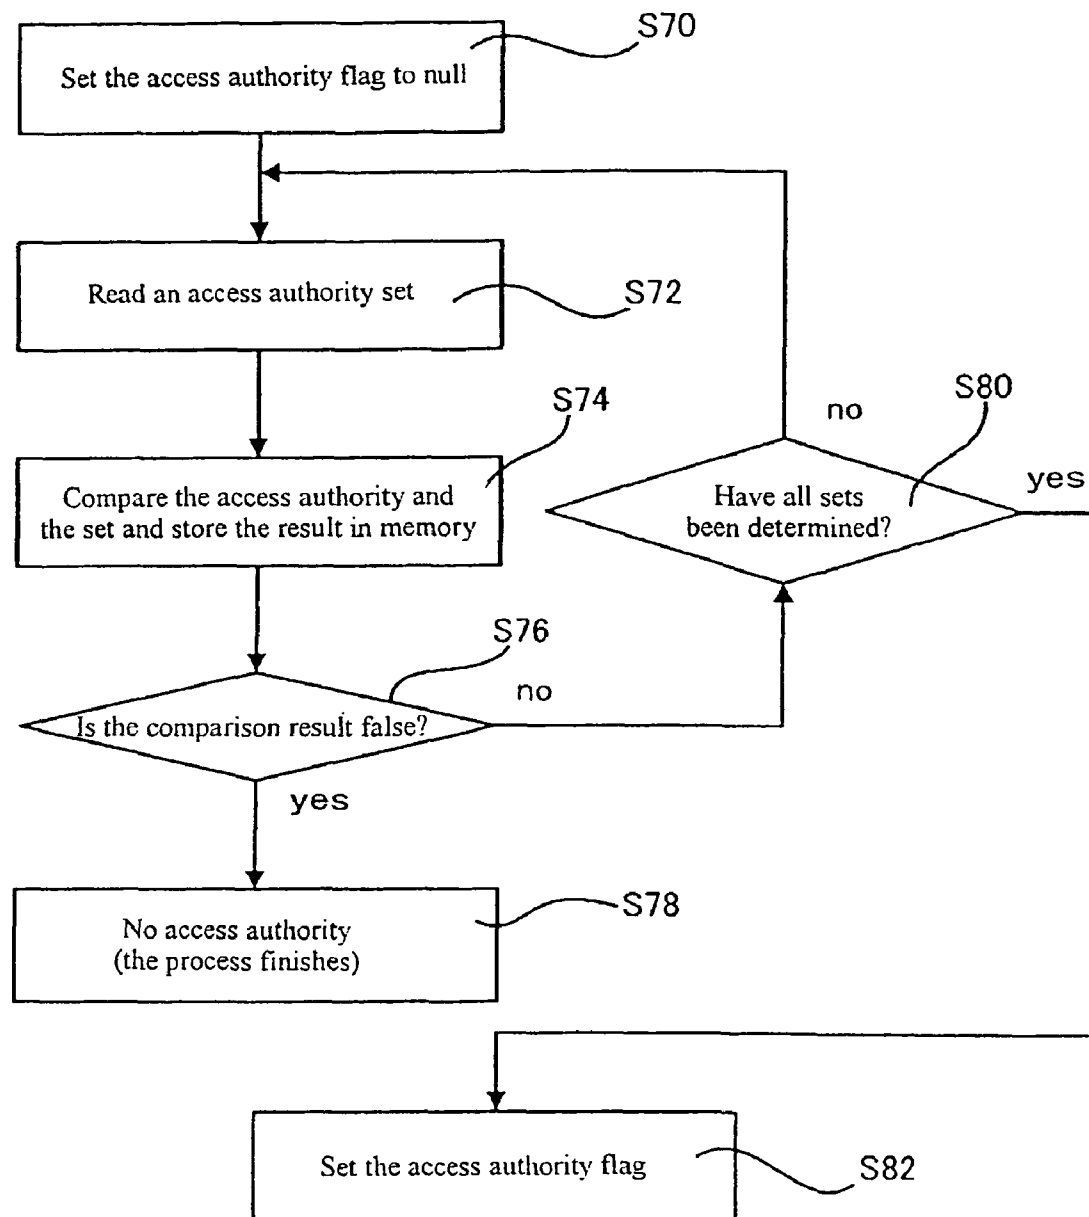 S70
Set the access authority flag to null
Read an access authority set
S72
S74
Compare the access authority and
the set and store the result in memory
S80
no
yes
Have all sets
been determined?
S76
no
Is the comparison result false?
yes
S78
No access authority
(the process finishes)
Set the access authority flag
S82